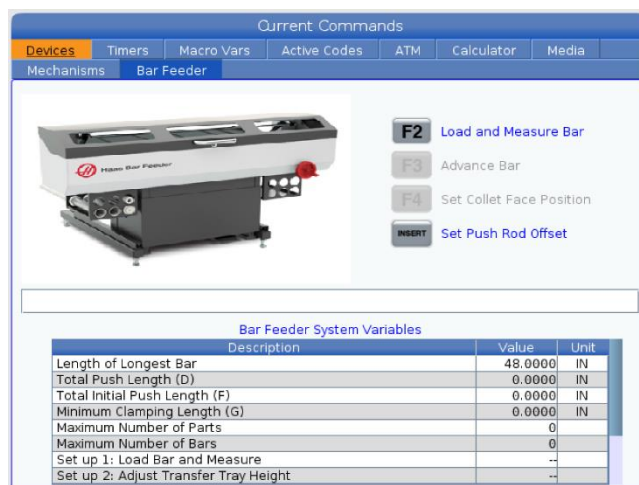 Current Commands
Devices Timers Macro Vars Active Codes ATM Calculator Media
Mechanisms Bar Feeder
Haas Bar Feeder
F2 Load and Measure Bar
F3 Advance Bar
F4 Set Collet Face Position
INSERT Set Push Rod Offset
Bar Feeder System Variables
Description Value Unit
Length of Longest Bar 48.0000 IN
Total Push Length (D) 0.0000 IN
Total Initial Push Length (F) 0.0000 IN
Minimum Clamping Length (G) 0.0000 IN
Maximum Number of Parts 0
Maximum Number of Bars 0
Set up 1: Load Bar and Measure --
Set up 2: Adjust Transfer Tray Height --